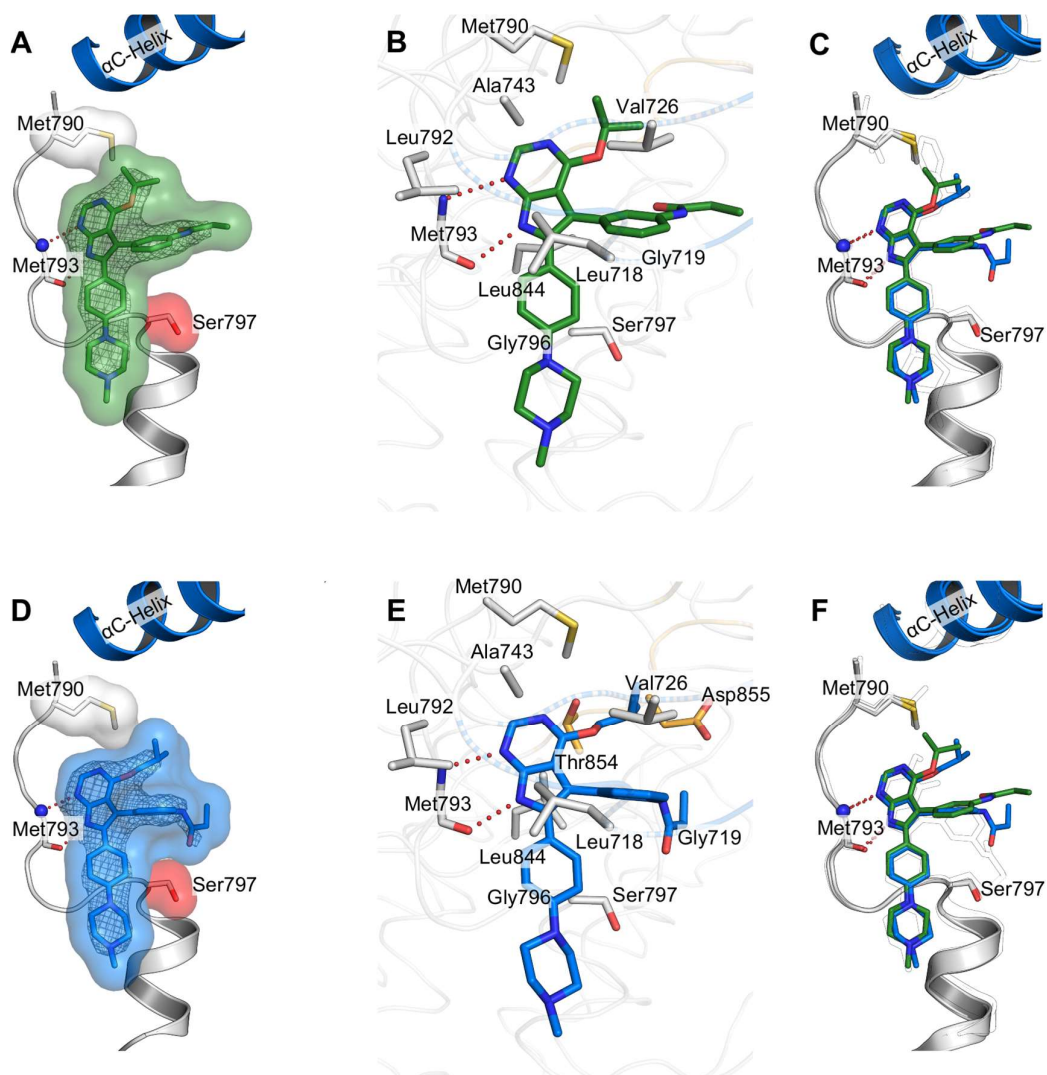 A
αC-Helix
Met790
Met793
Ser797
B
Met790
Ala743
Val726
Leu792
Met793
Leu718
Gly719
Leu844
Gly796
Ser797
C
αC-Helix
Met790
Met793
Ser797
D
αC-Helix
Met790
Met793
Ser797
E
Met790
Ala743
Val726
Asp855
Leu792
Thr854
Met793
Leu718
Gly719
Leu844
Gly796
Ser797
F
αC-Helix
Met790
Met793
Ser797